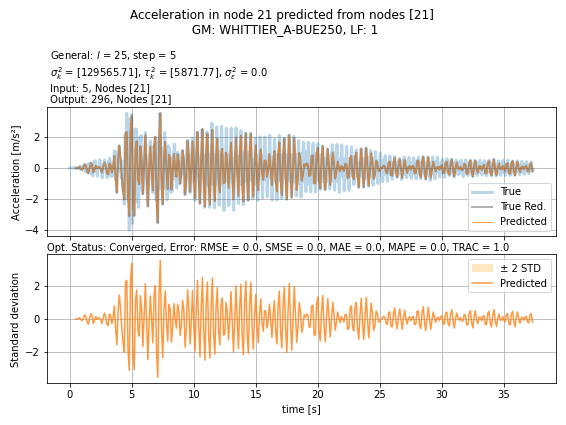 Acceleration in node 21 predicted from nodes [21]
GM: WHITTIER_A-BUE250, LF: 1
General: l = 25, step = 5
σ²ₖ = [129565.71], τ²ₖ = [5871.77], σ²ₑ = 0.0
Input: 5, Nodes [21]
Output: 296, Nodes [21]
Acceleration [m/s²]
2
0
−2
−4
True
True Red.
Predicted
Opt. Status: Converged, Error: RMSE = 0.0, SMSE = 0.0, MAE = 0.0, MAPE = 0.0, TRAC = 1.0
Standard deviation
2
0
−2
± 2 STD
Predicted
0 5 10 15 20 25 30 35
time [s]